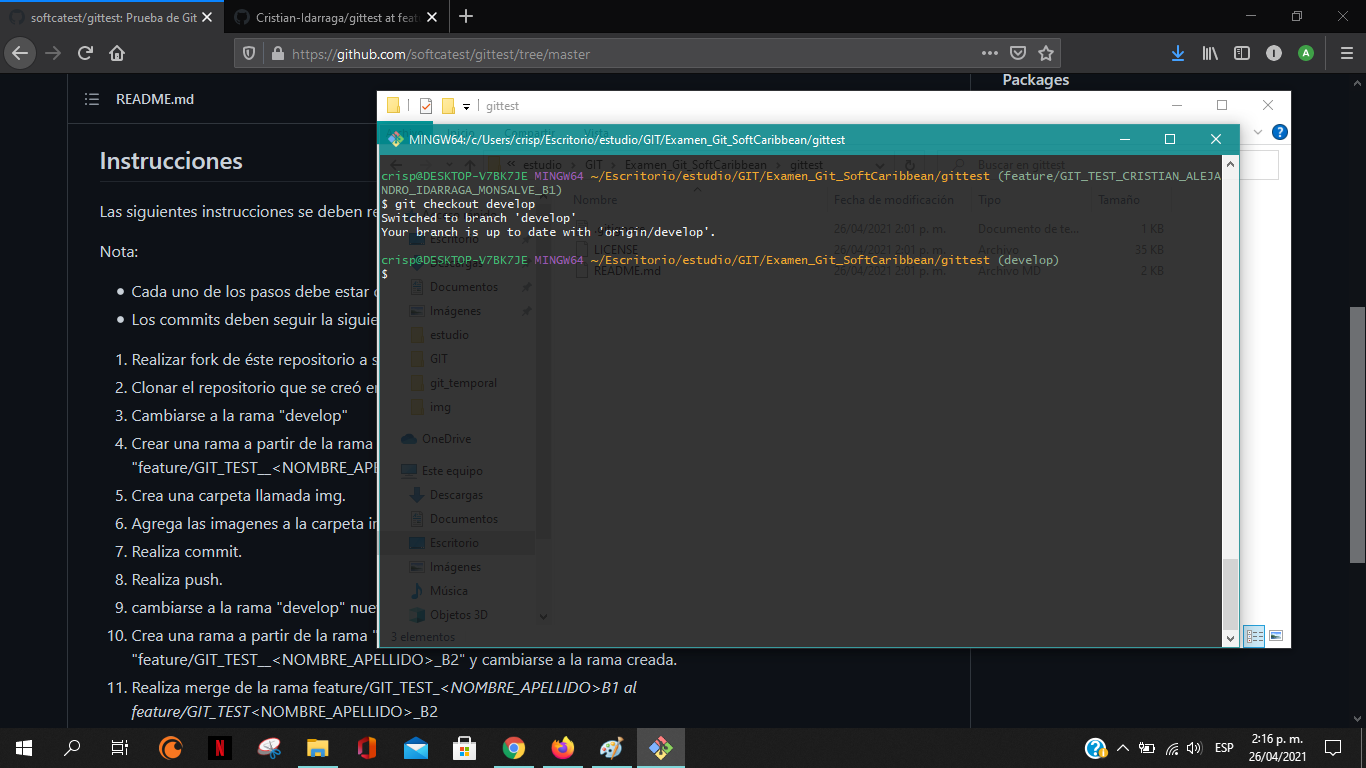 softcatest/gittest: Prueba de Git
Cristian-Idarraga/gittest at feat
https://github.com/softcatest/gittest/tree/master
README.md
Packages
Instrucciones
Las siguientes instrucciones se deben re
Nota:
Cada uno de los pasos debe estar
Los commits deben seguir la siguie
1. Realizar fork de éste repositorio a s
2. Clonar el repositorio que se creó en
3. Cambiarse a la rama "develop"
4. Crear una rama a partir de la rama
"feature/GIT_TEST__<NOMBRE_APE
5. Crea una carpeta llamada img.
6. Agrega las imagenes a la carpeta i
7. Realiza commit.
8. Realiza push.
9. cambiarse a la rama "develop" nue
10. Crea una rama a partir de la rama "
"feature/GIT_TEST__<NOMBRE_APELLIDO>_B2" y cambiarse a la rama creada.
11. Realiza merge de la rama feature/GIT_TEST_<NOMBRE_APELLIDO>B1 al
feature/GIT_TEST<NOMBRE_APELLIDO>_B2
gittest
MINGW64:/c/Users/crisp/Escritorio/estudio/GIT/Examen_Git_SoftCaribbean/gittest
« estudio > GIT > Examen_Git_SoftCaribbean > gittest
Buscar en gittest
crisp@DESKTOP-V7BK7JE MINGW64 ~/Escritorio/estudio/GIT/Examen_Git_SoftCaribbean/gittest (feature/GIT_TEST_CRISTIAN_ALEJA
NDRO_IDARRAGA_MONSALVE_B1)
$ git checkout develop
Switched to branch 'develop'
Your branch is up to date with 'origin/develop'.
crisp@DESKTOP-V7BK7JE MINGW64 ~/Escritorio/estudio/GIT/Examen_Git_SoftCaribbean/gittest (develop)
$
Nombre
Fecha de modificación
Tipo
Tamaño
26/04/2021 2:01 p. m.
Documento de te...
1 KB
LICENSE
26/04/2021 2:01 p. m.
Archivo
35 KB
README.md
26/04/2021 2:01 p. m.
Archivo MD
2 KB
Escritorio
Descargas
Documentos
Imágenes
estudio
GIT
git_temporal
img
OneDrive
Este equipo
Descargas
Documentos
Escritorio
Imágenes
Música
Objetos 3D
3 elementos
ESP
2:16 p. m.
26/04/2021